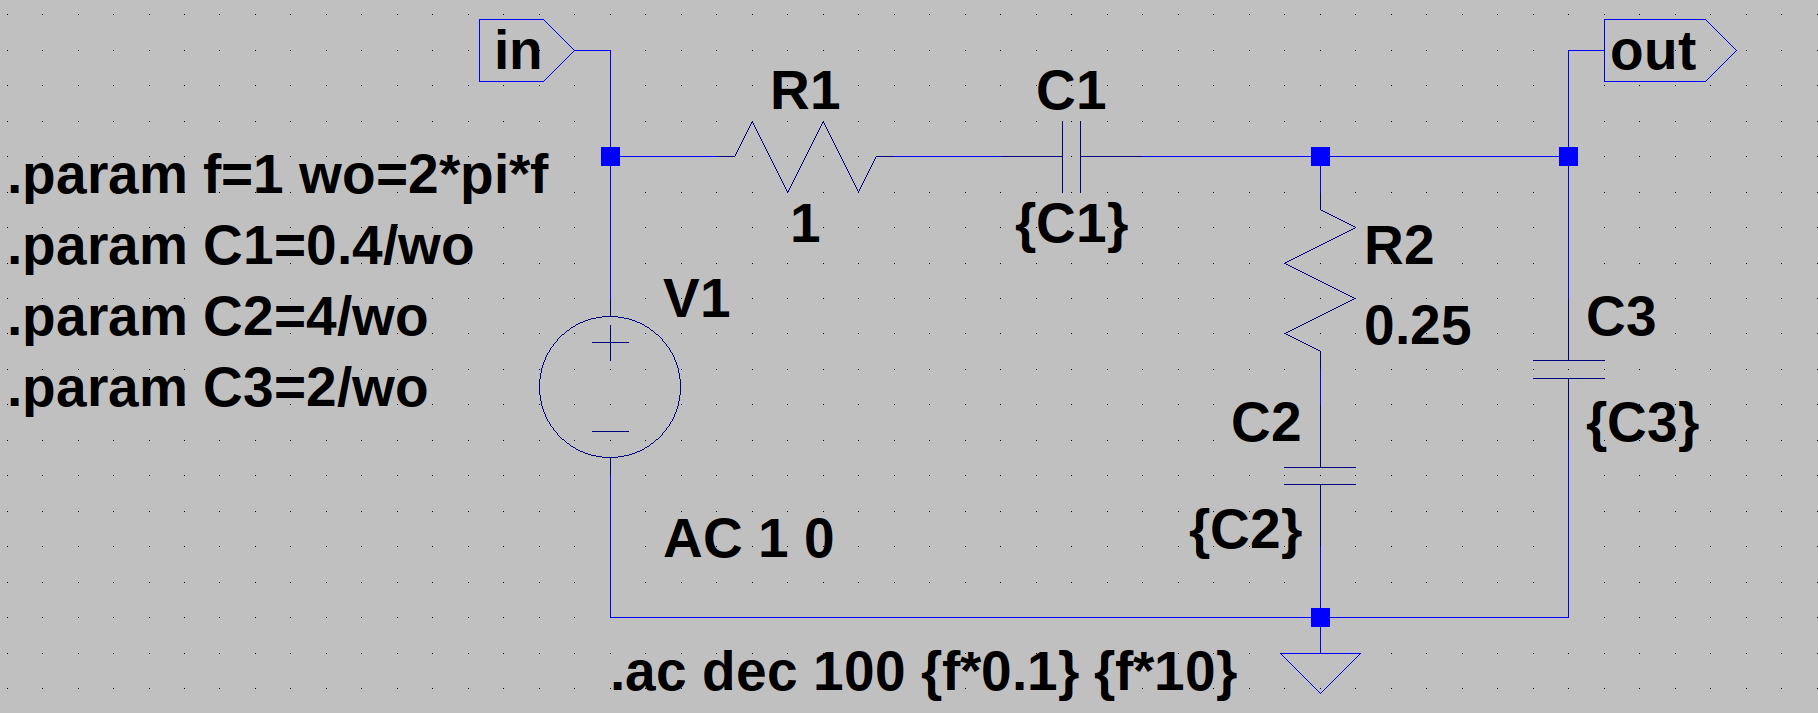 in
out
R1
C1
.param f=1 wo=2*pi*f
1
{C1}
.param C1=0.4/wo
R2
V1
.param C2=4/wo
0.25
C3
.param C3=2/wo
C2
{C3}
AC 1 0
{C2}
.ac dec 100 {f*0.1} {f*10}